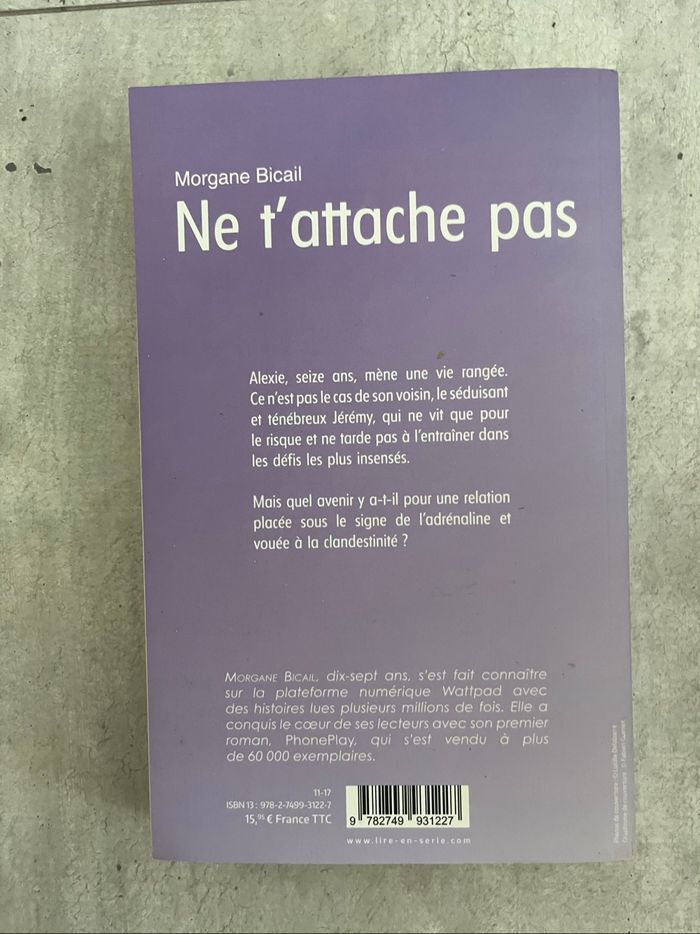 Morgane Bicail
Ne t'attache pas
Alexie, seize ans, mène une vie rangée.
Ce n'est pas le cas de son voisin, le séduisant
et ténébreux Jérémy, qui ne vit que pour
le risque et ne tarde pas à l'entraîner dans
les défis les plus insensés.
Mais quel avenir y a-t-il pour une relation
placée sous le signe de l'adrénaline et
vouée à la clandestinité ?
MORGANE BICAIL, dix-sept ans, s'est fait connaître
sur la plateforme numérique Wattpad avec
des histoires lues plusieurs millions de fois. Elle a
conquis le cœur de ses lecteurs avec son premier
roman, PhonePlay, qui s'est vendu à plus
de 60 000 exemplaires.
11-17
ISBN 13 : 978-2-7499-3122-7
15,95 € France TTC
9 782749 931227
www.lire-en-serie.com
Photos de couverture : ©
Graphisme de couverture : ©